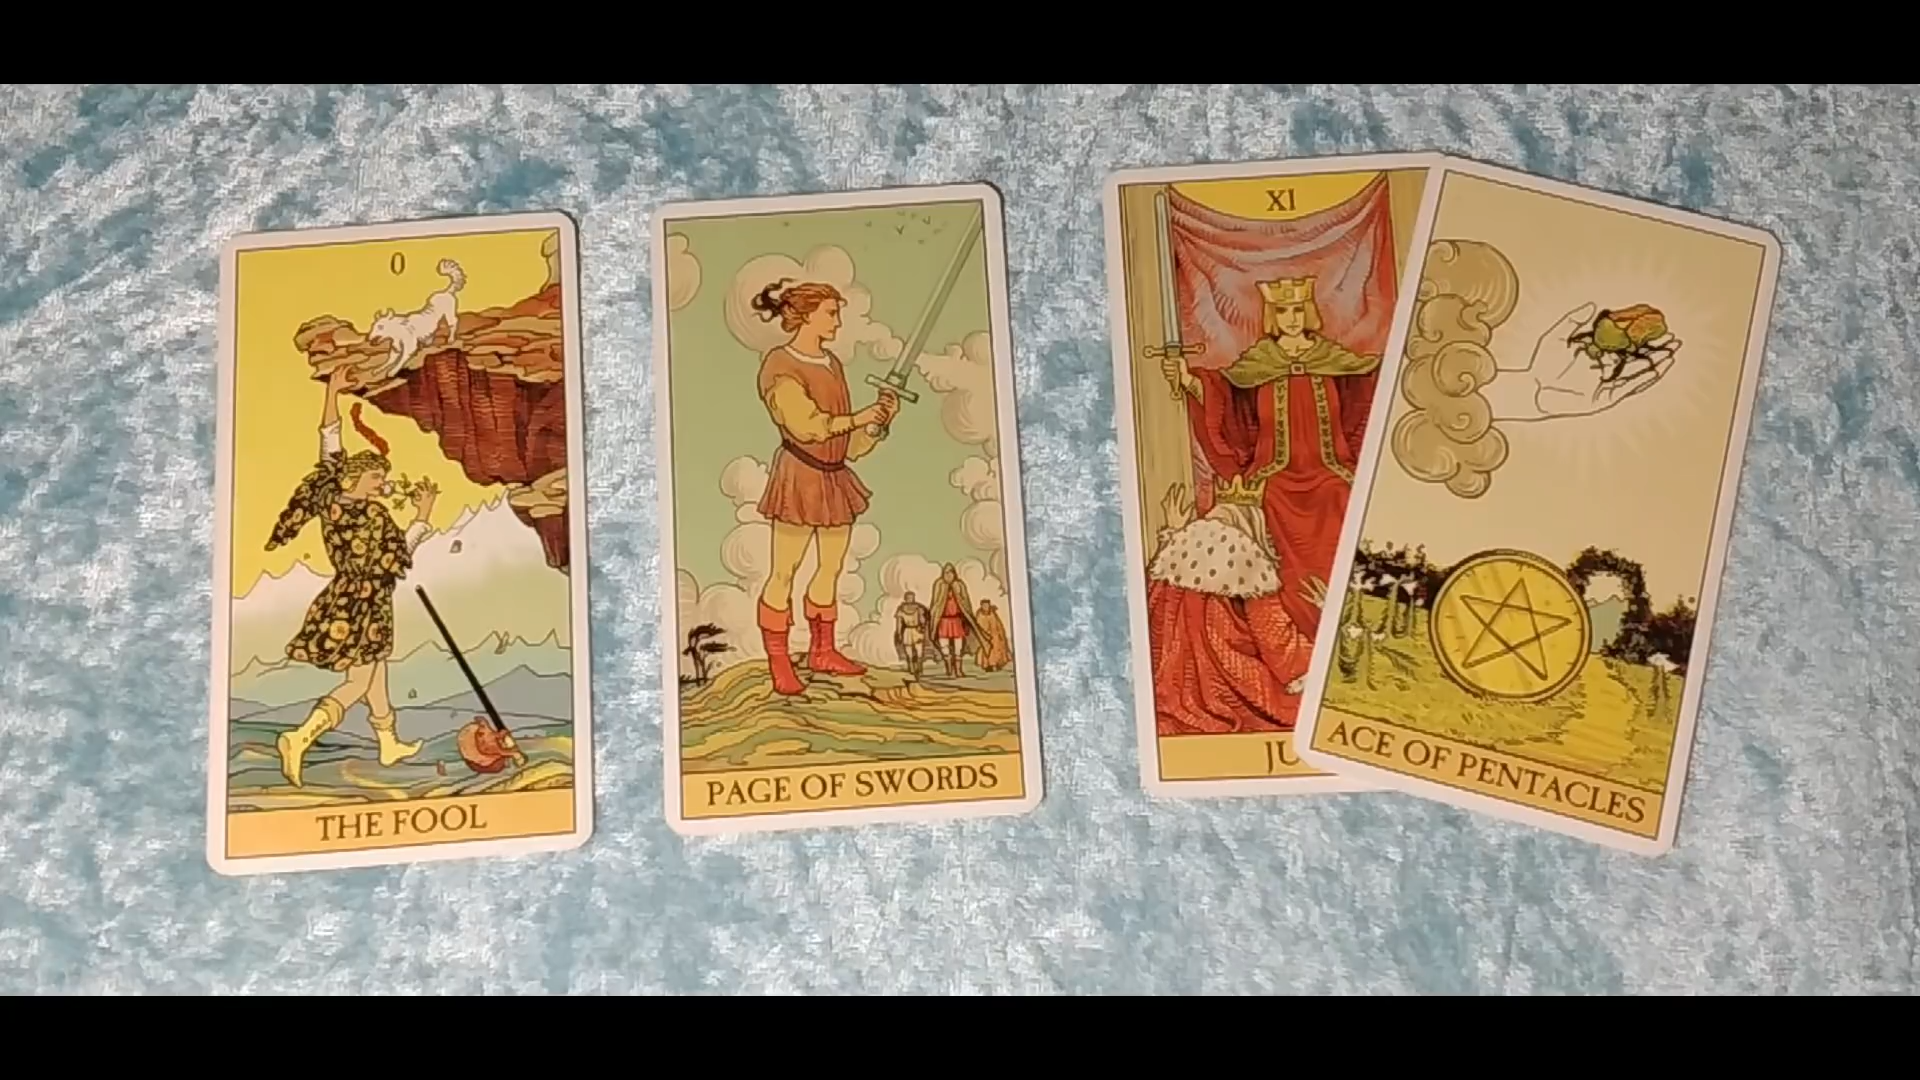 0
THE FOOL
PAGE OF SWORDS
XI
JU
ACE OF PENTACLES